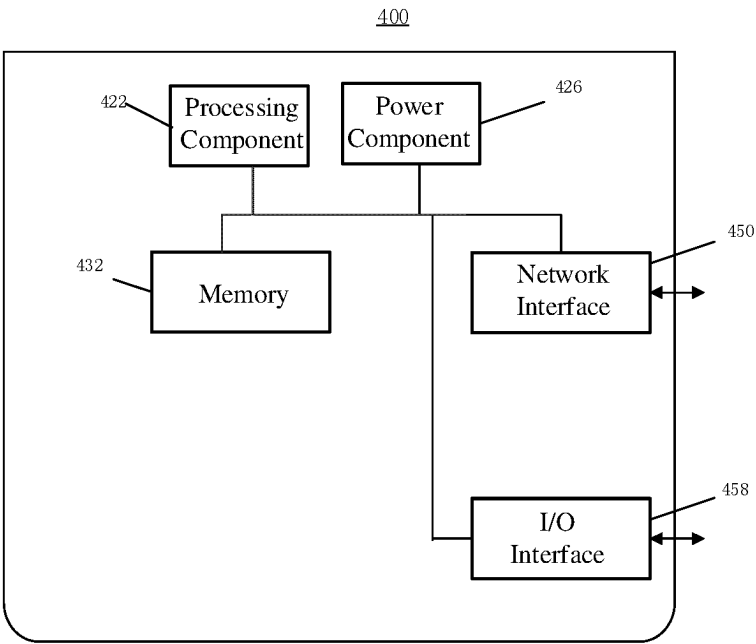 400
422
Processing
Component
Power
Component
426
432
Memory
450
Network
Interface
458
I/O
Interface